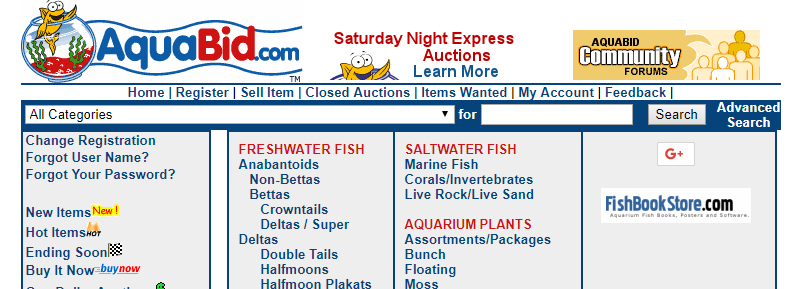 AquaBid.com
TM
Saturday Night Express
Auctions
Learn More
AQUABID
Community
FORUMS
Home | Register | Sell Item | Closed Auctions | Items Wanted | My Account | Feedback |
All Categories
for
Search
Advanced
Search
Change Registration
Forgot User Name?
Forgot Your Password?
New Items New!
Hot Items HOT
Ending Soon
Buy It Now buynow
FRESHWATER FISH
Anabantoids
Non-Bettas
Bettas
Crowntails
Deltas / Super
Deltas
Double Tails
Halfmoons
Halfmoon Plakats
SALTWATER FISH
Marine Fish
Corals/Invertebrates
Live Rock/Live Sand
AQUARIUM PLANTS
Assortments/Packages
Bunch
Floating
Moss
G+
FishBookStore.com
Aquarium Fish Books, Posters and Software.